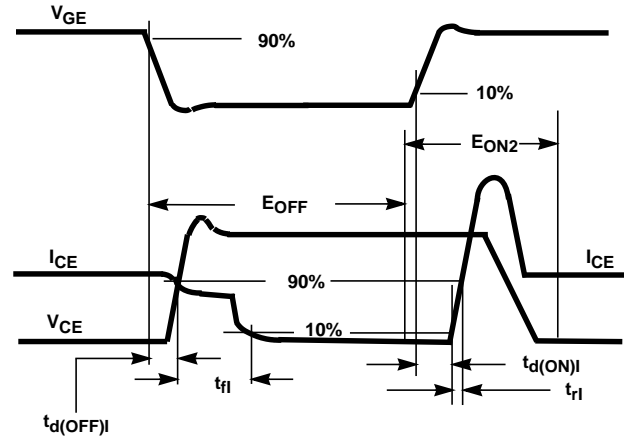 VGE
90%
10%
EON2
EOFF
ICE
90%
ICE
VCE
10%
td(ON)I
tfI
trI
td(OFF)I